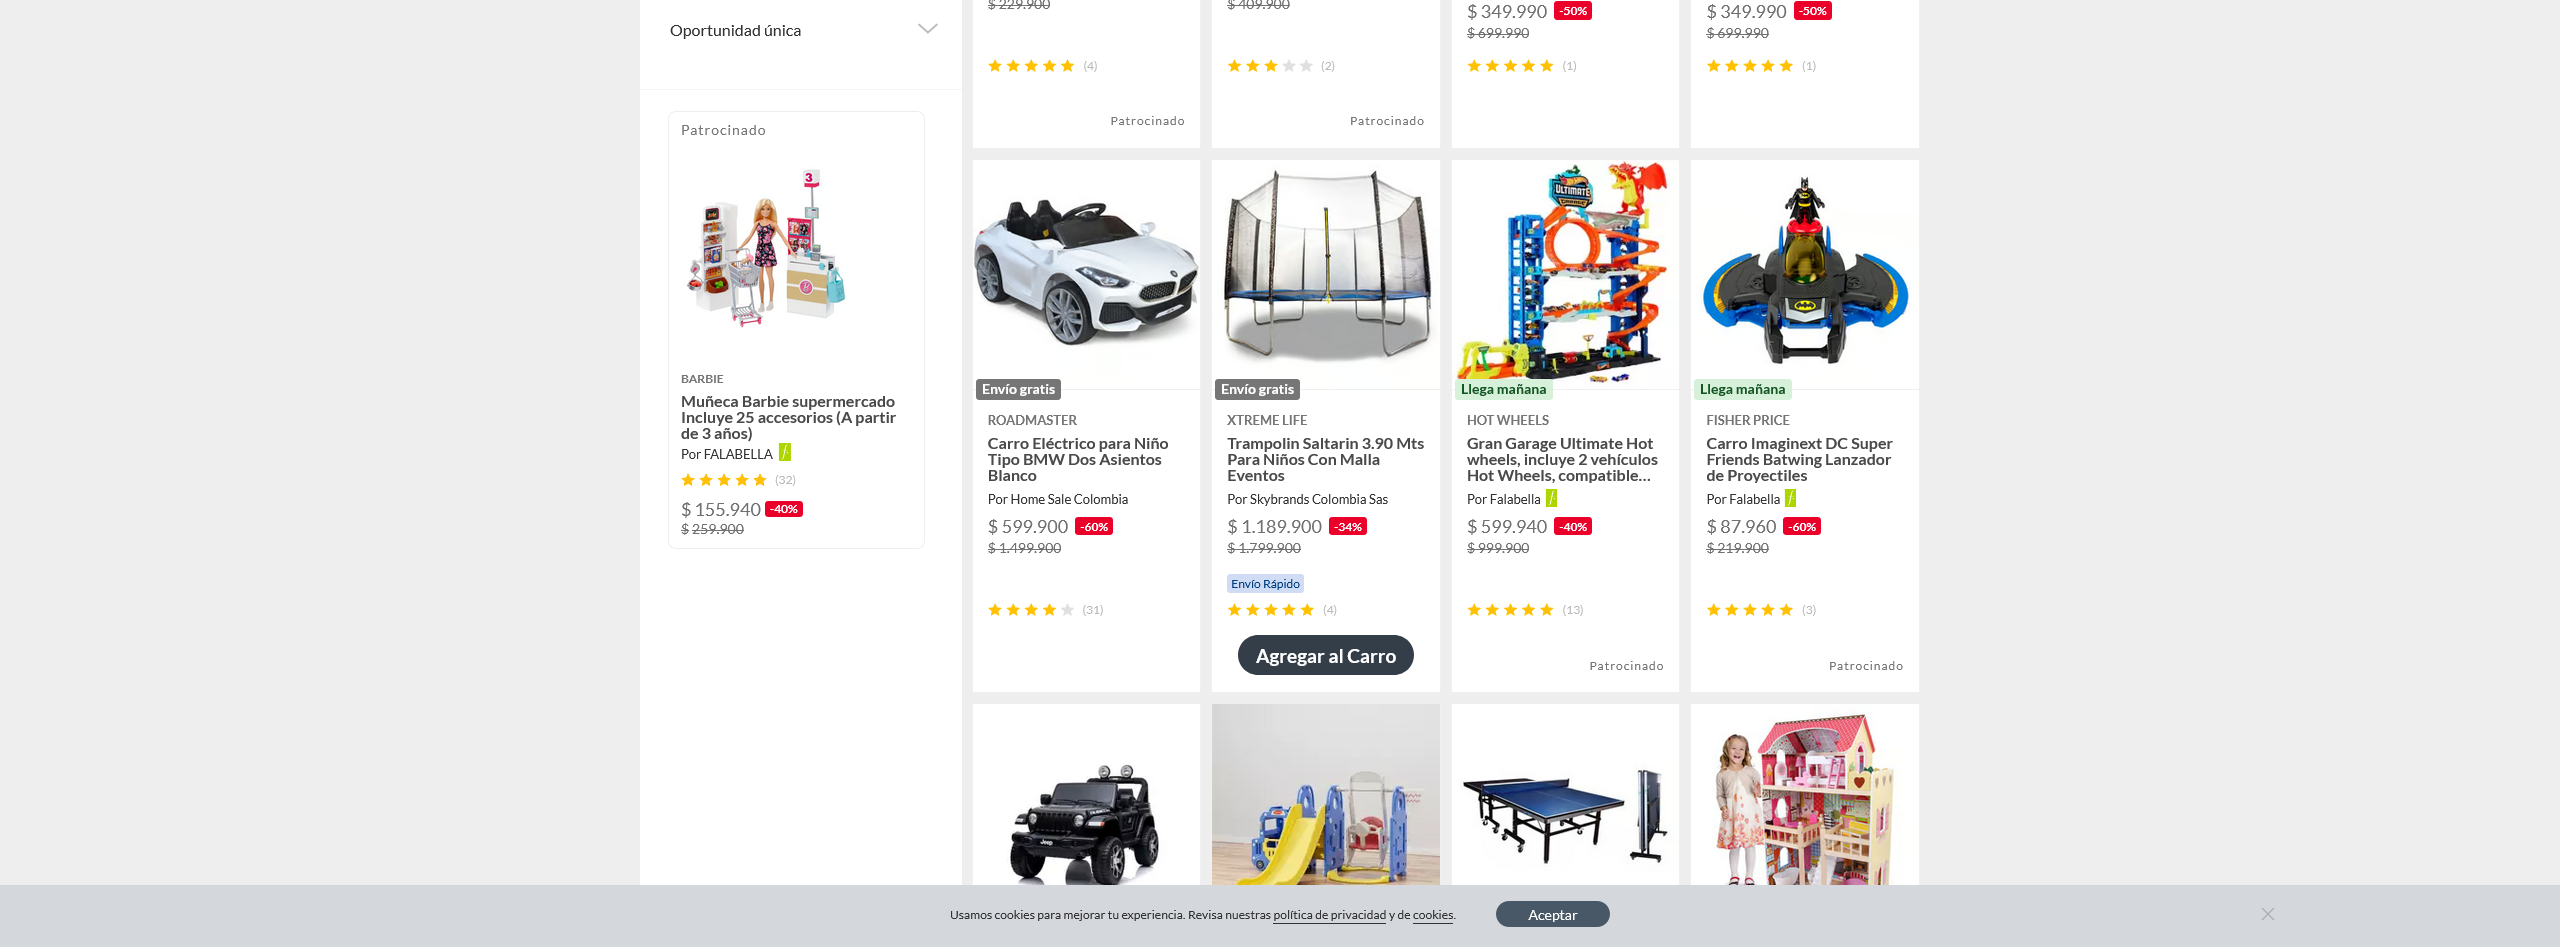 Oportunidad única
Patrocinado
3
BARBIE
Muñeca Barbie supermercado
Incluye 25 accesorios (A partir
de 3 años)
Por FALABELLA
(32)
$ 155.940 -40%
$ 259.900
$ 229.900
(4)
Patrocinado
$ 409.900
(2)
Patrocinado
$ 349.990 -50%
$ 699.990
(1)
$ 349.990 -50%
$ 699.990
(1)
Envío gratis
ROADMASTER
Carro Eléctrico para Niño
Tipo BMW Dos Asientos
Blanco
Por Home Sale Colombia
$ 599.900 -60%
$ 1.499.900
(31)
Envío gratis
XTREME LIFE
Trampolin Saltarin 3.90 Mts
Para Niños Con Malla
Eventos
Por Skybrands Colombia Sas
$ 1.189.900 -34%
$ 1.799.900
Envío Rápido
(4)
Agregar al Carro
ULTIMATE
GARAGE
Llega mañana
HOT WHEELS
Gran Garage Ultimate Hot
wheels, incluye 2 vehículos
Hot Wheels, compatible...
Por Falabella
$ 599.940 -40%
$ 999.900
(13)
Patrocinado
Llega mañana
FISHER PRICE
Carro Imaginext DC Super
Friends Batwing Lanzador
de Proyectiles
Por Falabella
$ 87.960 -60%
$ 219.900
(3)
Patrocinado
Jeep
Usamos cookies para mejorar tu experiencia. Revisa nuestras política de privacidad y de cookies.
Aceptar